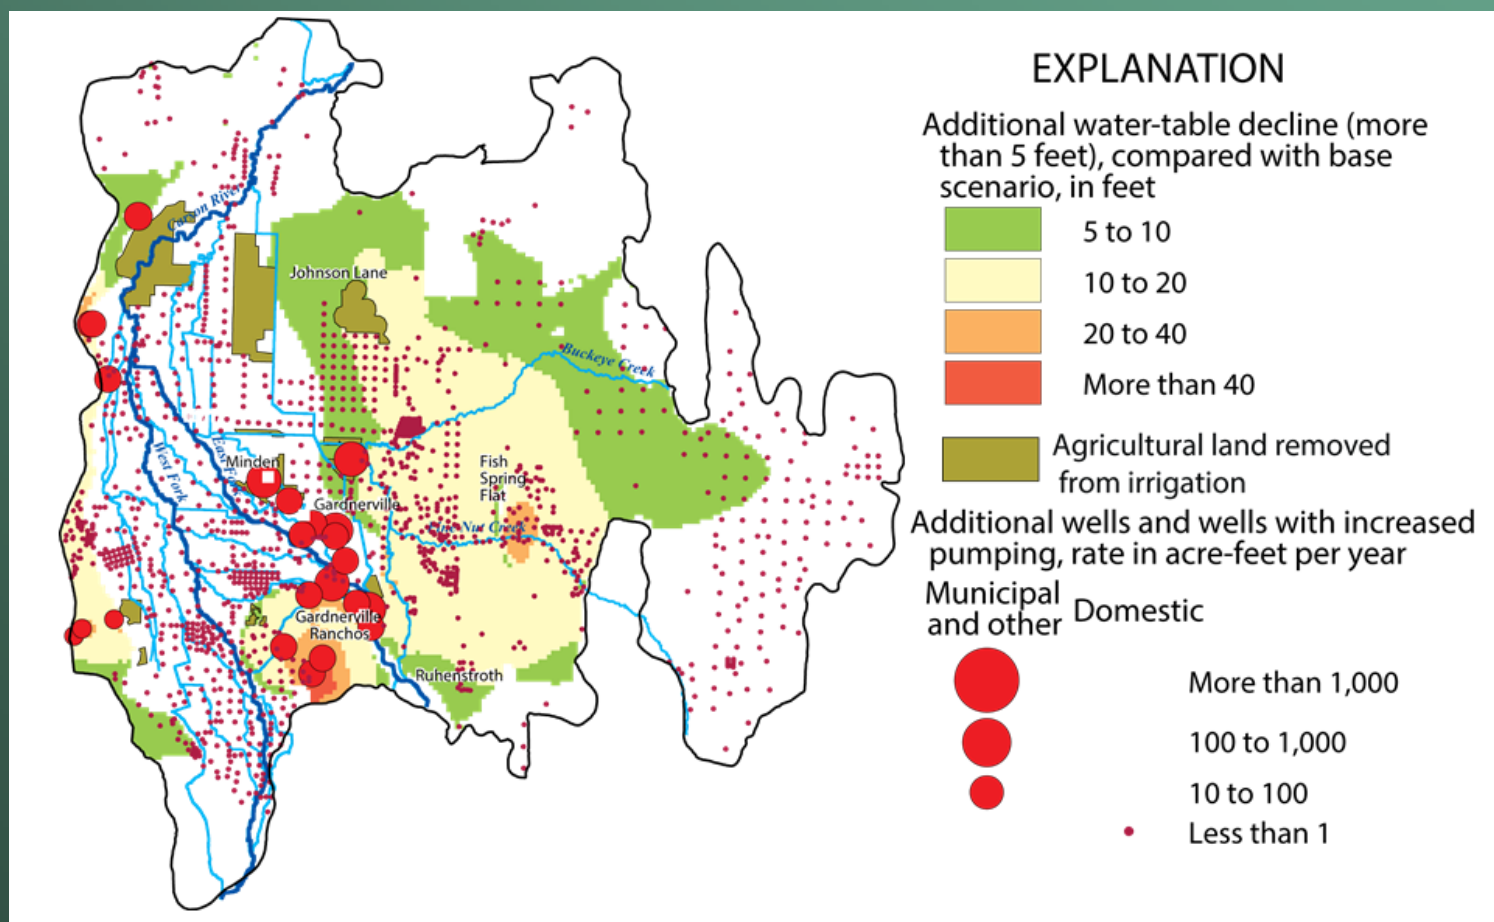 EXPLANATION
Additional water-table decline (more
than 5 feet), compared with base
scenario, in feet
5 to 10
10 to 20
20 to 40
More than 40
Agricultural land removed
from irrigation
Additional wells and wells with increased
pumping, rate in acre-feet per year
Municipal
and other
Domestic
More than 1,000
100 to 1,000
10 to 100
Less than 1
Carson River
Johnson Lane
Buckeye Creek
West Fork
East Fork
Minden
Fish
Spring
Flat
Gardnerville
Pine Nut Creek
Gardnerville
Ranchos
Ruhenstroth